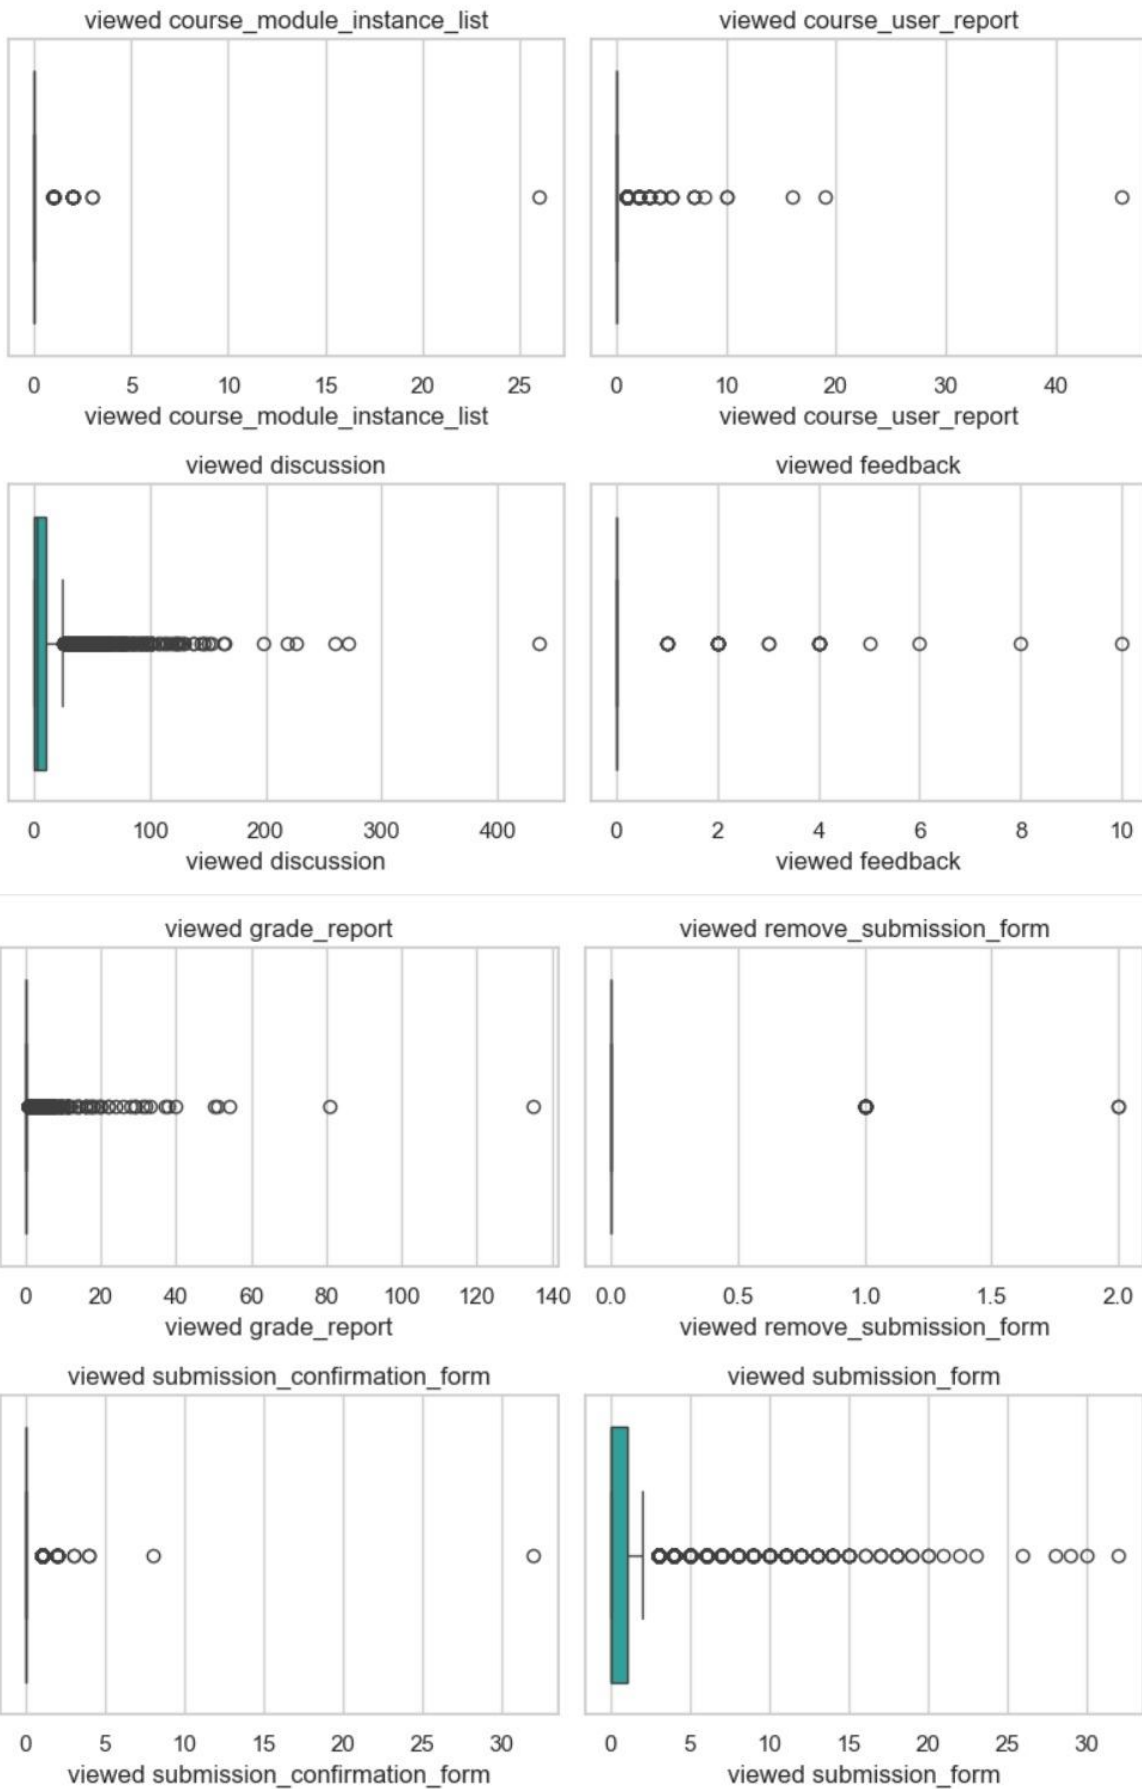 viewed course_module_instance_list
viewed course_user_report
0 5 10 15 20 25
0 10 20 30 40
viewed course_module_instance_list
viewed course_user_report
viewed discussion
viewed feedback
0 100 200 300 400
0 2 4 6 8 10
viewed discussion
viewed feedback
viewed grade_report
viewed remove_submission_form
0 20 40 60 80 100 120 140
0.0 0.5 1.0 1.5 2.0
viewed grade_report
viewed remove_submission_form
viewed submission_confirmation_form
viewed submission_form
0 5 10 15 20 25 30
0 5 10 15 20 25 30
viewed submission_confirmation_form
viewed submission_form